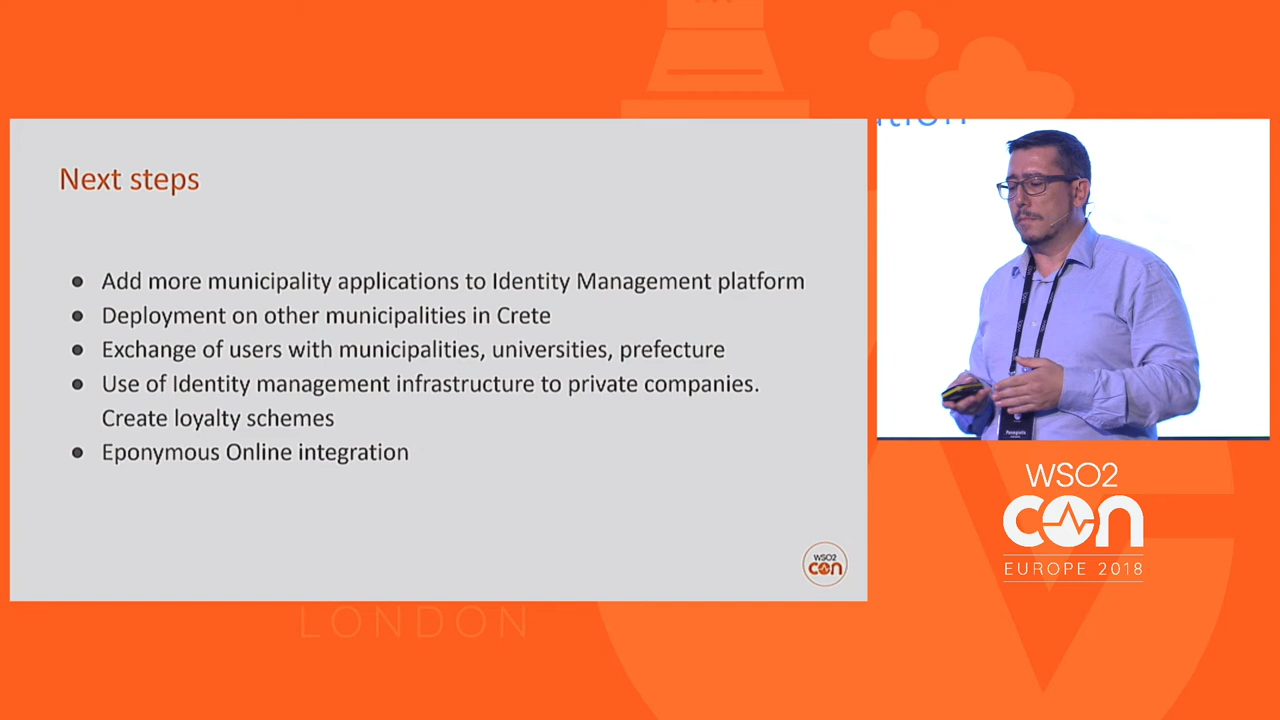 Next steps
Add more municipality applications to Identity Management platform
Deployment on other municipalities in Crete
Exchange of users with municipalities, universities, prefecture
Use of Identity management infrastructure to private companies.
Create loyalty schemes
Eponymous Online integration
WSO2
con
WSO2
con
EUROPE 2018
LONDON